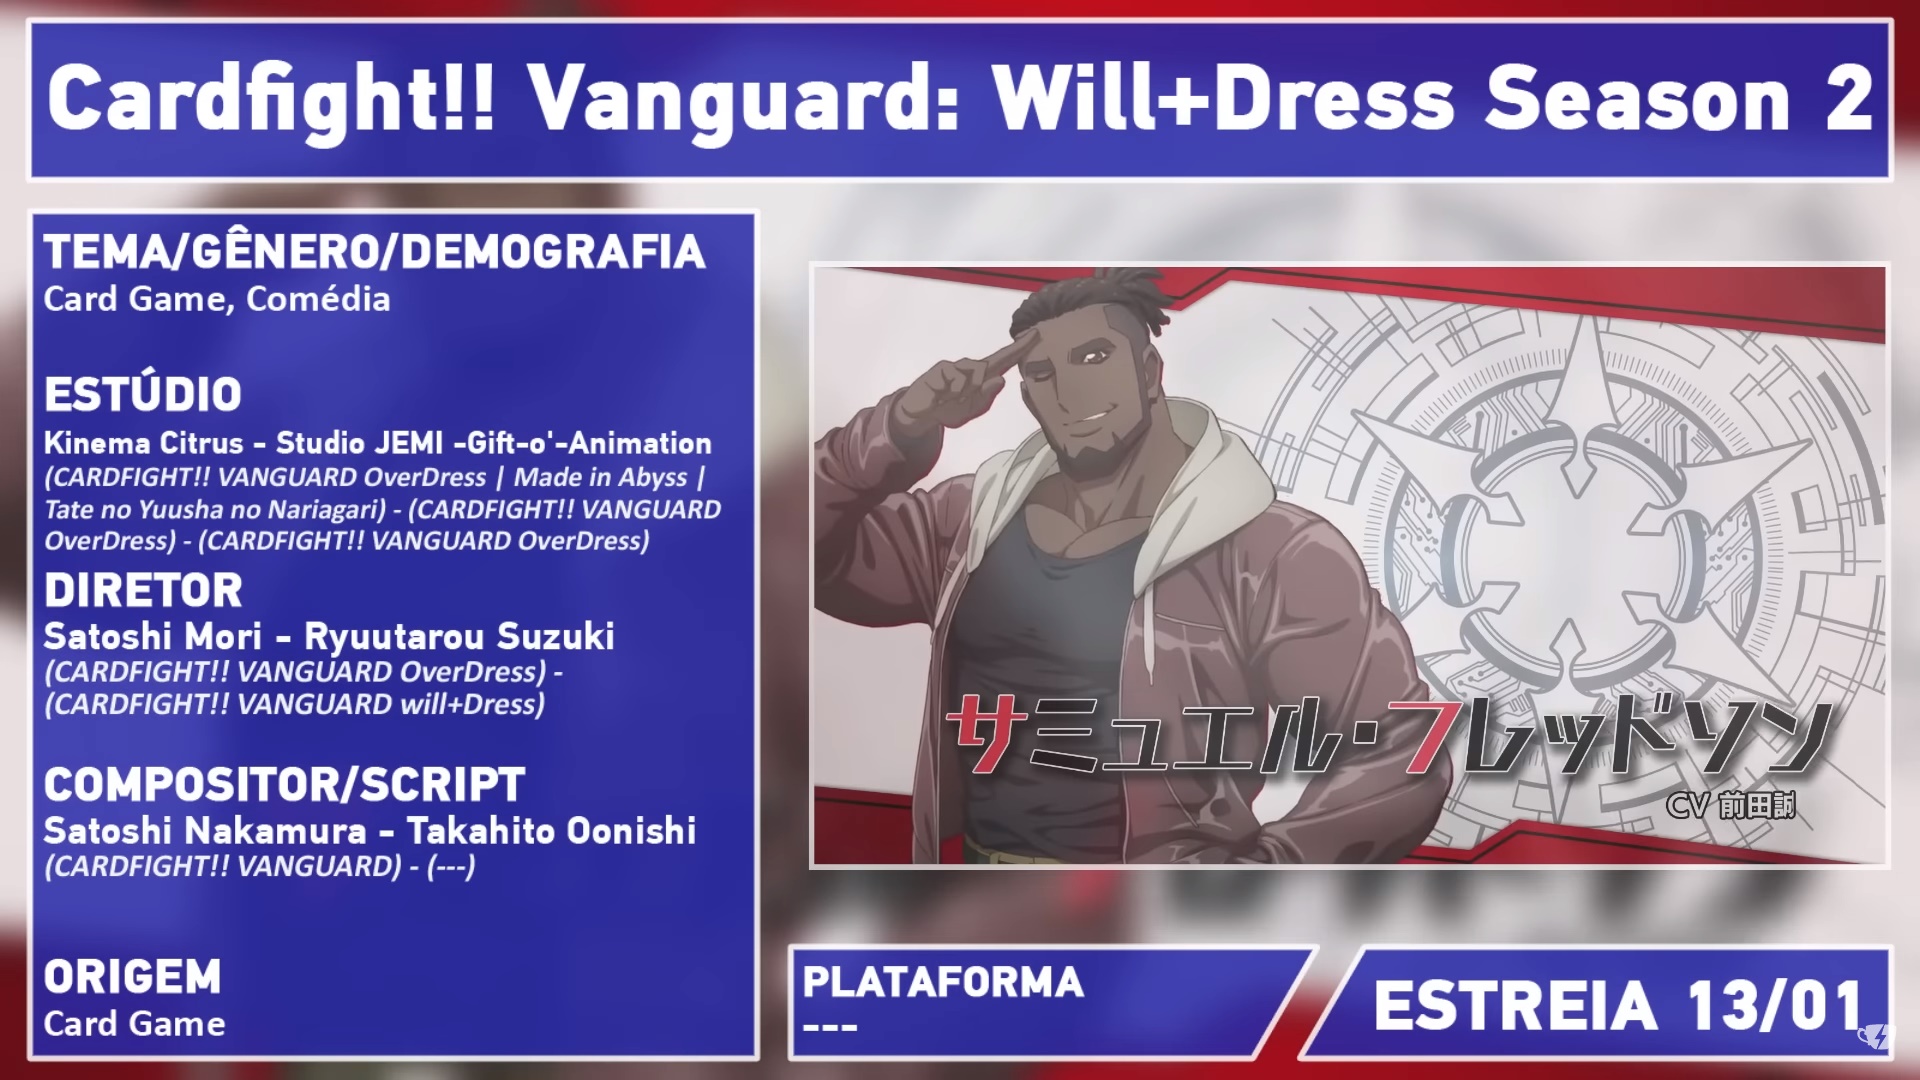 Cardfight!! Vanguard: Will+Dress Season 2
TEMA/GÊNERO/DEMOGRAFIA
Card Game, Comédia
ESTÚDIO
Kinema Citrus - Studio JEMI -Gift-o'-Animation
(CARDFIGHT!! VANGUARD OverDress | Made in Abyss |
Tate no Yuusha no Nariagari) - (CARDFIGHT!! VANGUARD
OverDress) - (CARDFIGHT!! VANGUARD OverDress)
DIRETOR
Satoshi Mori - Ryuutarou Suzuki
(CARDFIGHT!! VANGUARD OverDress) -
(CARDFIGHT!! VANGUARD will+Dress)
COMPOSITOR/SCRIPT
Satoshi Nakamura - Takahito Oonishi
(CARDFIGHT!! VANGUARD) - (---)
ORIGEM
Card Game
サミュエル・フレッドソン
CV 前田誠
PLATAFORMA
---
ESTREIA 13/01